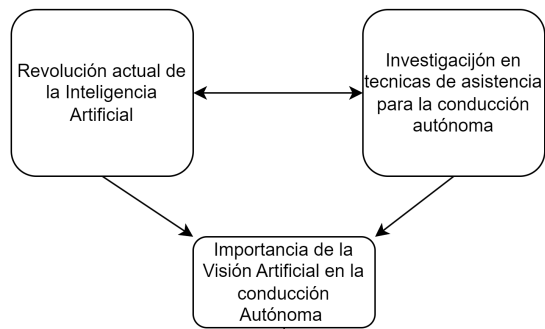 Revolución actual de
la Inteligencia
Artificial
Investigacijón en
tecnicas de asistencia
para la conducción
autónoma
Importancia de la
Visión Artificial en la
conducción
Autónoma